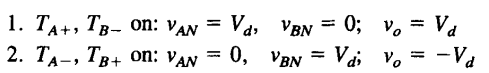 1. T_{A+}, T_{B-} on: v_{AN} = V_d, v_{BN} = 0; v_o = V_d
2. T_{A-}, T_{B+} on: v_{AN} = 0, v_{BN} = V_d; v_o = -V_d